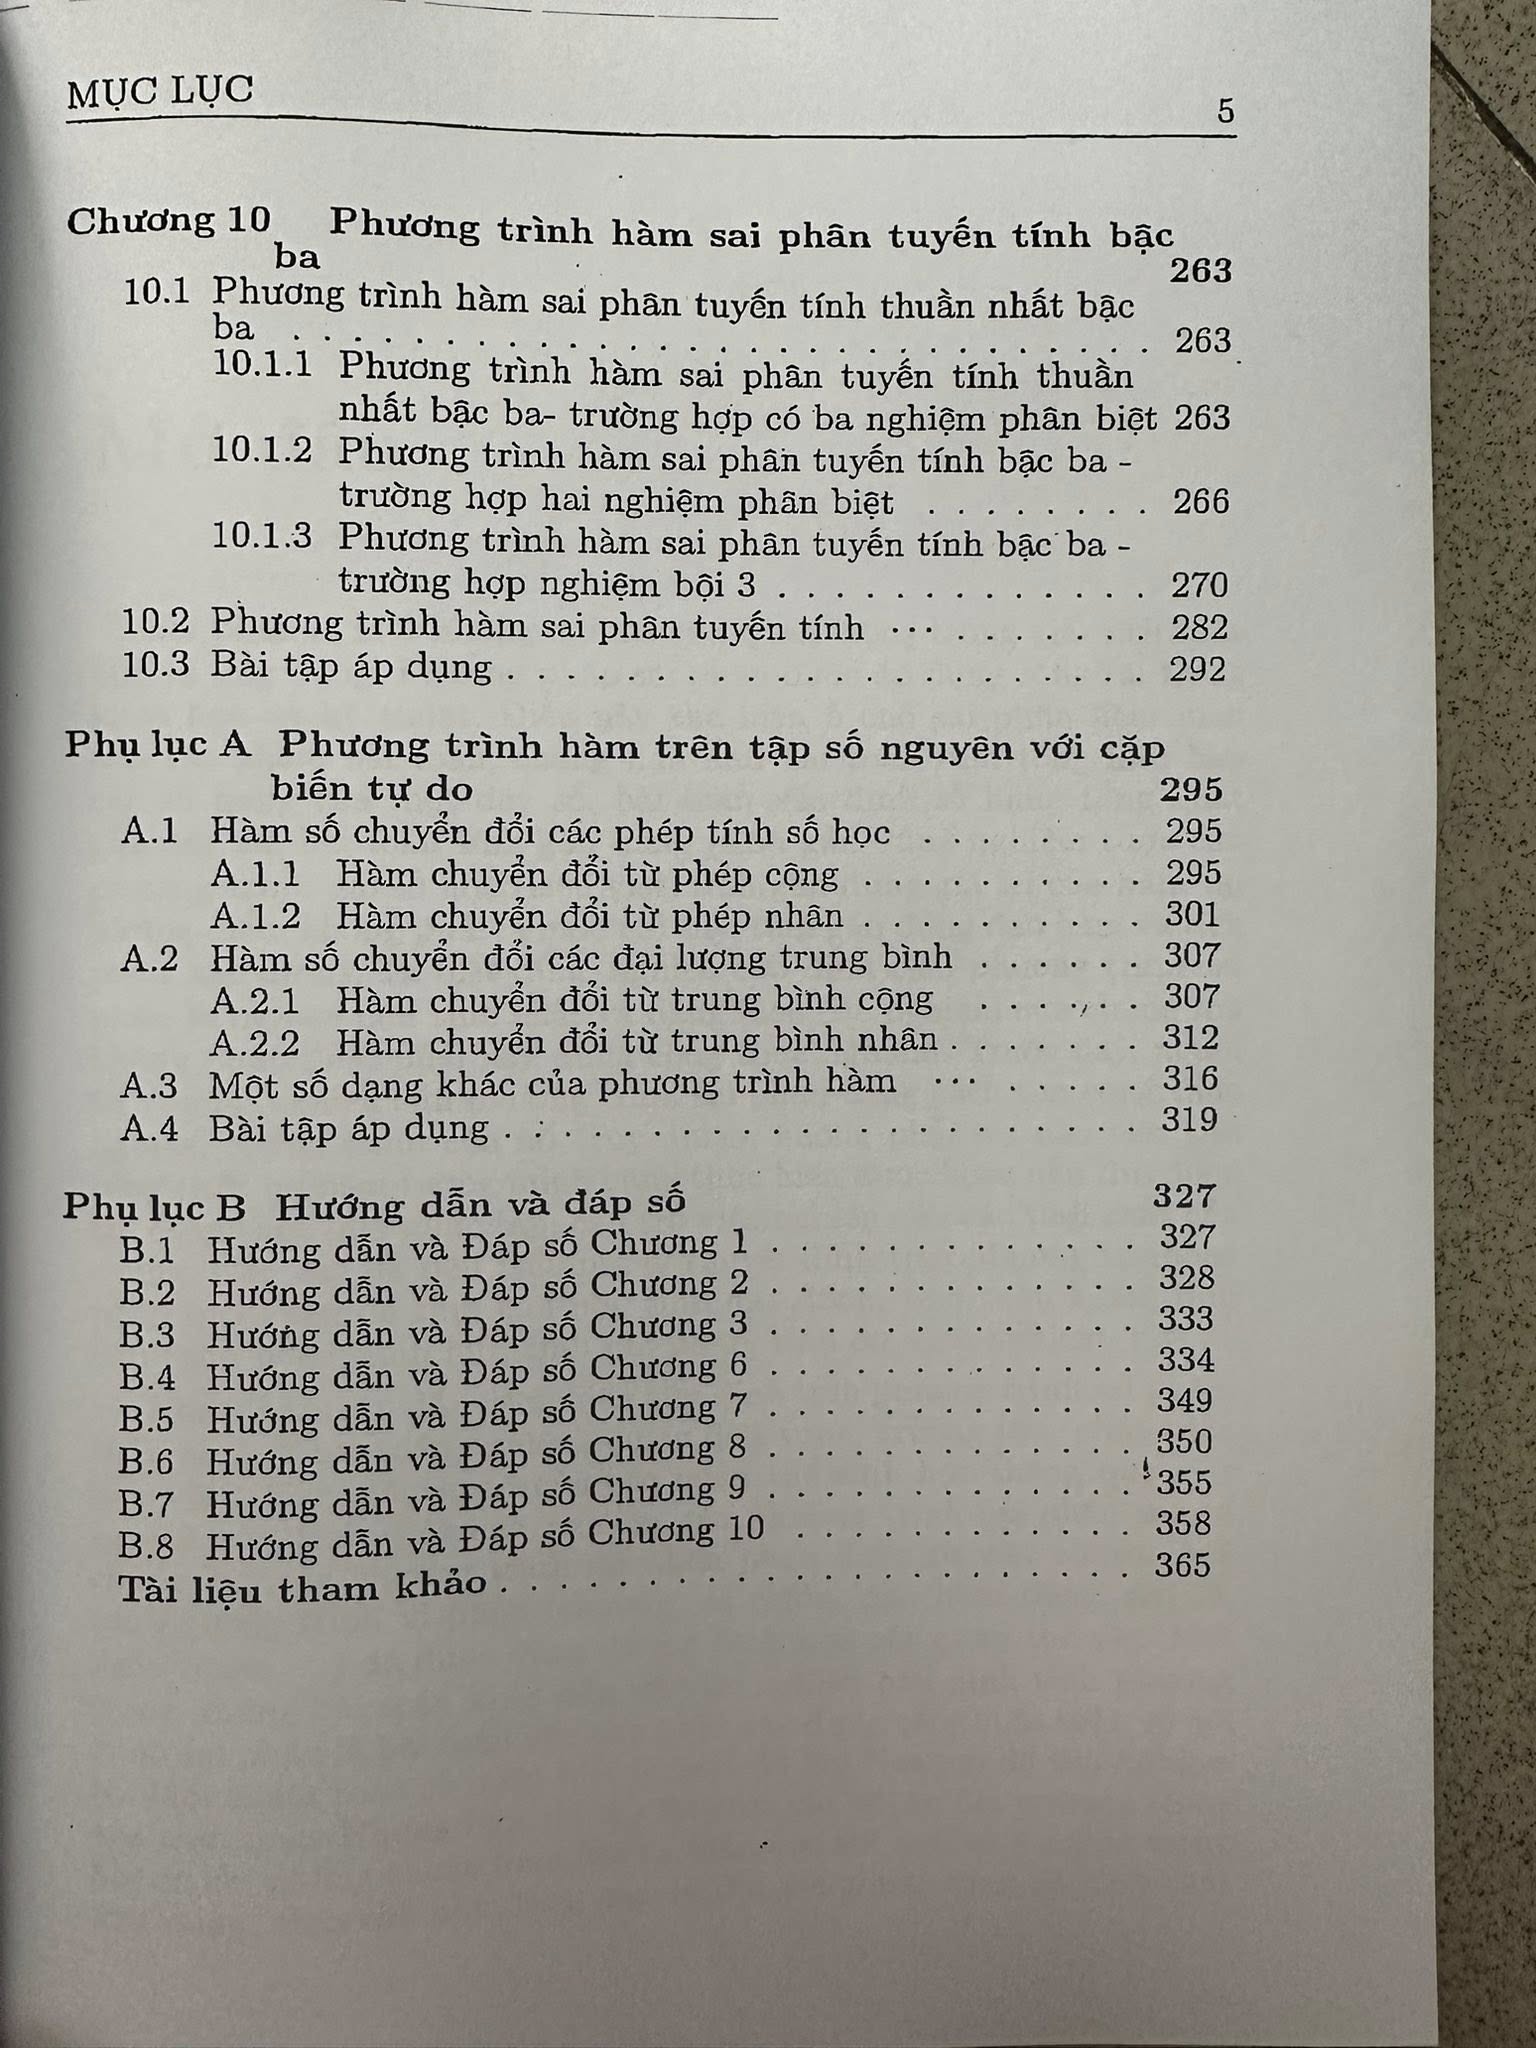 MỤC LỤC 5
Chương 10 Phương trình hàm sai phân tuyến tính bậc
ba 263
10.1 Phương trình hàm sai phân tuyến tính thuần nhất bậc
ba . . . . . . . . . . . . . . . . . . . . . . . . . . . . 263
10.1.1 Phương trình hàm sai phân tuyến tính thuần
nhất bậc ba- trường hợp có ba nghiệm phân biệt 263
10.1.2 Phương trình hàm sai phân tuyến tính bậc ba -
trường hợp hai nghiệm phân biệt . . . . . . . . 266
10.1.3 Phương trình hàm sai phân tuyến tính bậc ba -
trường hợp nghiệm bội 3 . . . . . . . . . . . . . 270
10.2 Phương trình hàm sai phân tuyến tính ··· . . . . . . . 282
10.3 Bài tập áp dụng . . . . . . . . . . . . . . . . . . . . . . 292
Phụ lục A Phương trình hàm trên tập số nguyên với cặp
biến tự do 295
A.1 Hàm số chuyển đổi các phép tính số học . . . . . . . . 295
A.1.1 Hàm chuyển đổi từ phép cộng . . . . . . . . . . 295
A.1.2 Hàm chuyển đổi từ phép nhân . . . . . . . . . . 301
A.2 Hàm số chuyển đổi các đại lượng trung bình . . . . . . 307
A.2.1 Hàm chuyển đổi từ trung bình cộng . . . . . . 307
A.2.2 Hàm chuyển đổi từ trung bình nhân . . . . . . . 312
A.3 Một số dạng khác của phương trình hàm ··· . . . . . 316
A.4 Bài tập áp dụng . . . . . . . . . . . . . . . . . . . . . . 319
Phụ lục B Hướng dẫn và đáp số 327
B.1 Hướng dẫn và Đáp số Chương 1 . . . . . . . . . . . . . 327
B.2 Hướng dẫn và Đáp số Chương 2 . . . . . . . . . . . . . 328
B.3 Hướng dẫn và Đáp số Chương 3 . . . . . . . . . . . . . 333
B.4 Hướng dẫn và Đáp số Chương 6 . . . . . . . . . . . . . 334
B.5 Hướng dẫn và Đáp số Chương 7 . . . . . . . . . . . . . 349
B.6 Hướng dẫn và Đáp số Chương 8 . . . . . . . . . . . . . 350
B.7 Hướng dẫn và Đáp số Chương 9 . . . . . . . . . . . . . 355
B.8 Hướng dẫn và Đáp số Chương 10 . . . . . . . . . . . . 358
Tài liệu tham khảo . . . . . . . . . . . . . . . . . . . . . . 365